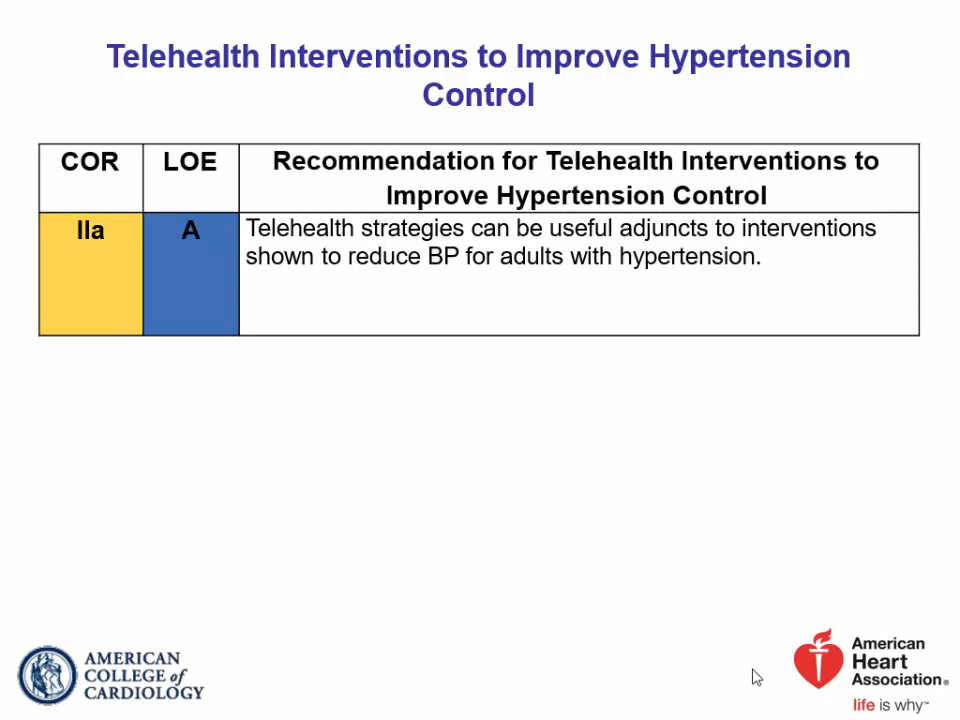 Telehealth Interventions to Improve Hypertension
Control
COR
LOE
Recommendation for Telehealth Interventions to
Improve Hypertension Control
IIa
A
Telehealth strategies can be useful adjuncts to interventions
shown to reduce BP for adults with hypertension.
AMERICAN
COLLEGE of
CARDIOLOGY
American
Heart
Association®
life is why™